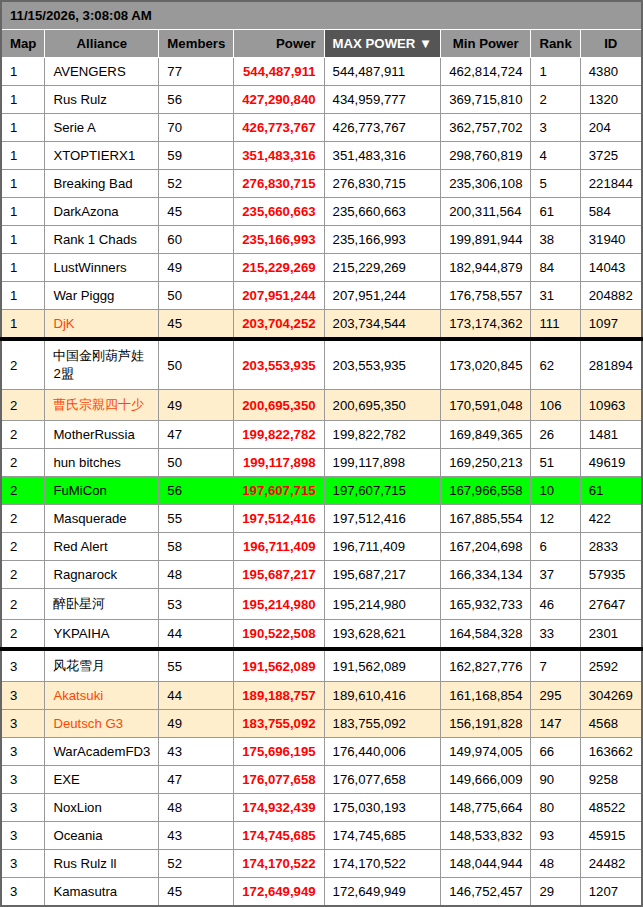 11/15/2026, 3:08:08 AM
Map Alliance Members Power MAX POWER ▼ Min Power Rank ID
1 AVENGERS 77 544,487,911 544,487,911 462,814,724 1 4380
1 Rus Rulz 56 427,290,840 434,959,777 369,715,810 2 1320
1 Serie A 70 426,773,767 426,773,767 362,757,702 3 204
1 XTOPTIERX1 59 351,483,316 351,483,316 298,760,819 4 3725
1 Breaking Bad 52 276,830,715 276,830,715 235,306,108 5 221844
1 DarkAzona 45 235,660,663 235,660,663 200,311,564 61 584
1 Rank 1 Chads 60 235,166,993 235,166,993 199,891,944 38 31940
1 LustWinners 49 215,229,269 215,229,269 182,944,879 84 14043
1 War Piggg 50 207,951,244 207,951,244 176,758,557 31 204882
1 DjK 45 203,704,252 203,734,544 173,174,362 111 1097
2 中国金刚葫芦娃 50 203,553,935 203,553,935 173,020,845 62 281894
2盟
2 曹氏宗親四十少 49 200,695,350 200,695,350 170,591,048 106 10963
2 MotherRussia 47 199,822,782 199,822,782 169,849,365 26 1481
2 hun bitches 50 199,117,898 199,117,898 169,250,213 51 49619
2 FuMiCon 56 197,607,715 197,607,715 167,966,558 10 61
2 Masquerade 55 197,512,416 197,512,416 167,885,554 12 422
2 Red Alert 58 196,711,409 196,711,409 167,204,698 6 2833
2 Ragnarock 48 195,687,217 195,687,217 166,334,134 37 57935
2 醉卧星河 53 195,214,980 195,214,980 165,932,733 46 27647
2 YKPAIHA 44 190,522,508 193,628,621 164,584,328 33 2301
3 风花雪月 55 191,562,089 191,562,089 162,827,776 7 2592
3 Akatsuki 44 189,188,757 189,610,416 161,168,854 295 304269
3 Deutsch G3 49 183,755,092 183,755,092 156,191,828 147 4568
3 WarAcademFD3 43 175,696,195 176,440,006 149,974,005 66 163662
3 EXE 47 176,077,658 176,077,658 149,666,009 90 9258
3 NoxLion 48 174,932,439 175,030,193 148,775,664 80 48522
3 Oceania 43 174,745,685 174,745,685 148,533,832 93 45915
3 Rus Rulz ll 52 174,170,522 174,170,522 148,044,944 48 24482
3 Kamasutra 45 172,649,949 172,649,949 146,752,457 29 1207